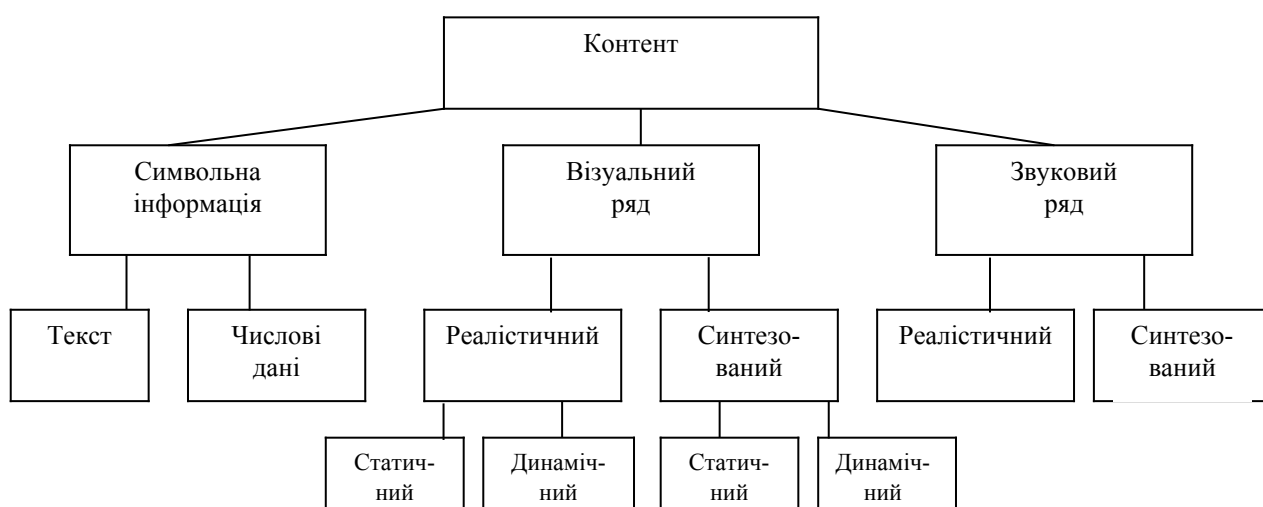 Контент
Символьна
інформація
Візуальний
ряд
Звуковий
ряд
Текст
Числові
дані
Реалістичний
Синтезо-
ваний
Реалістичний
Синтезо-
ваний
Статич-
ний
Динаміч-
ний
Статич-
ний
Динаміч-
ний